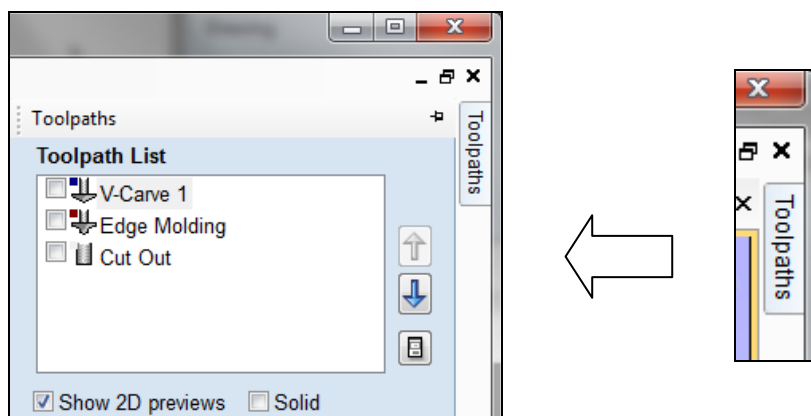 Toolpaths
Toolpaths
Toolpath List
V-Carve 1
Edge Molding
Cut Out
Show 2D previews Solid
Toolpaths